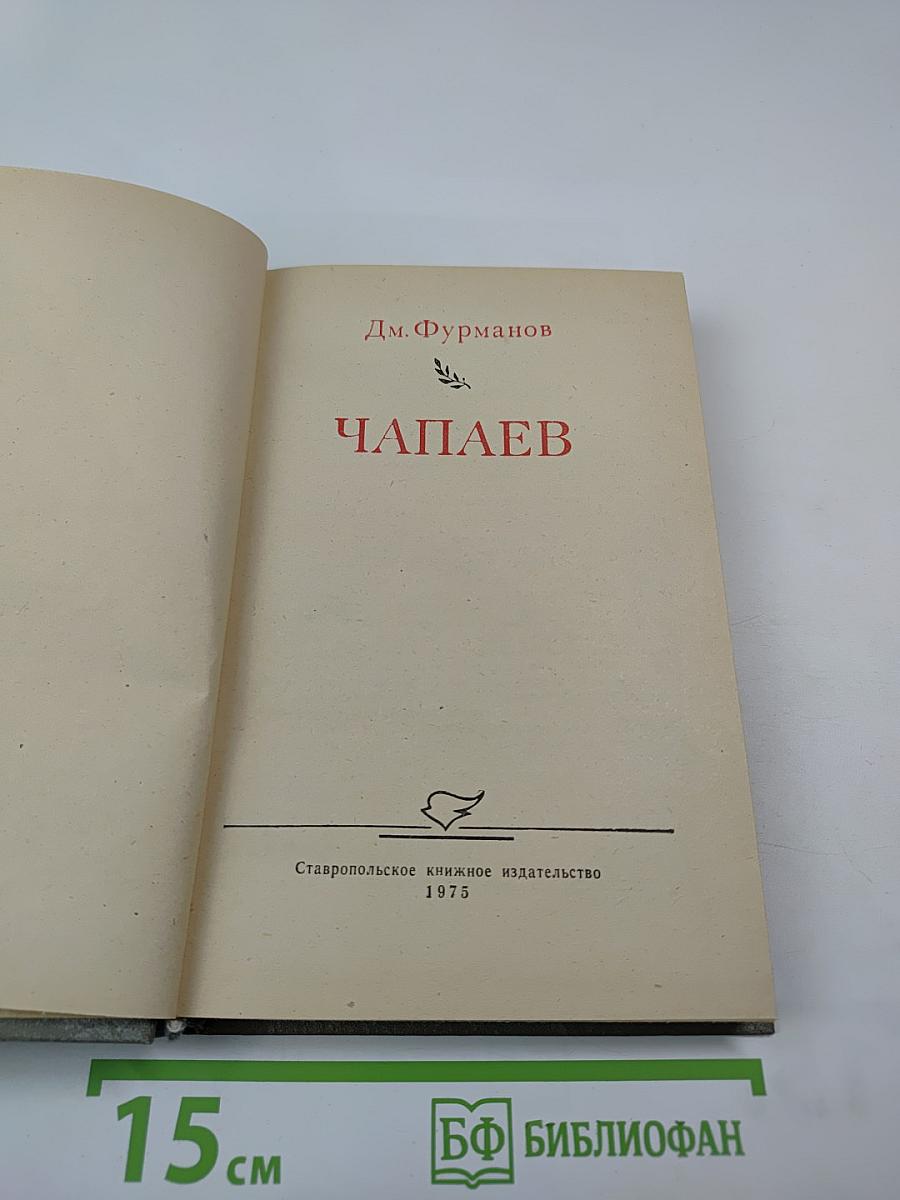 Дм. Фурманов
ЧАПАЕВ
Ставропольское книжное издательство
1975
15 см
БФ БИБЛИОФАН